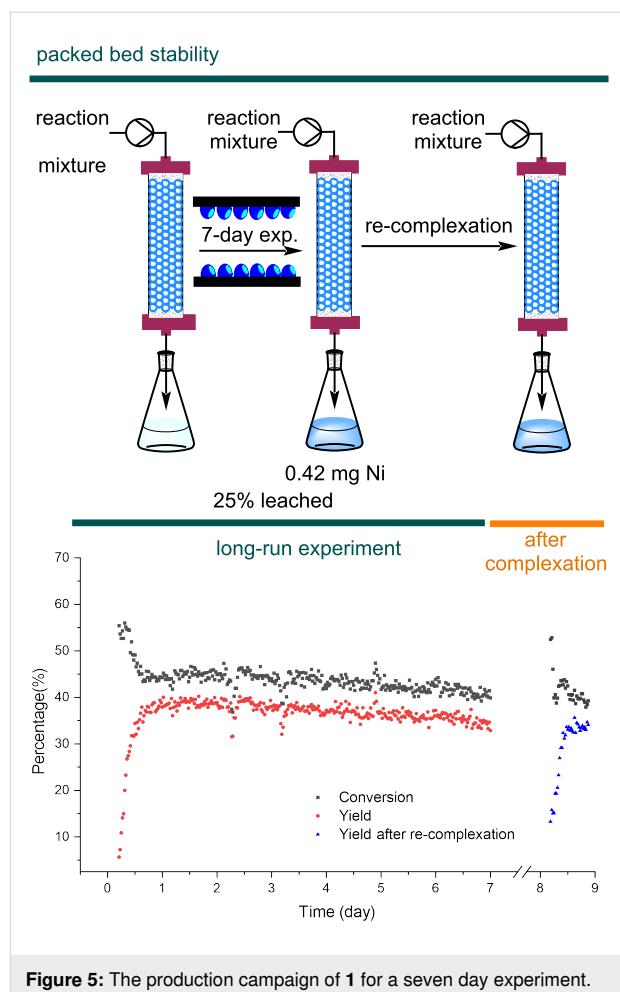 packed bed stability
reaction
mixture
reaction
mixture
reaction
mixture
7-day exp.
re-complexation
0.42 mg Ni
25% leached
long-run experiment
after
complexation
70
60
50
40
30
20
10
Percentage(%)
Conversion
Yield
Yield after re-complexation
0
1
2
3
4
5
6
7
8
9
Time (day)
Figure 5: The production campaign of 1 for a seven day experiment.